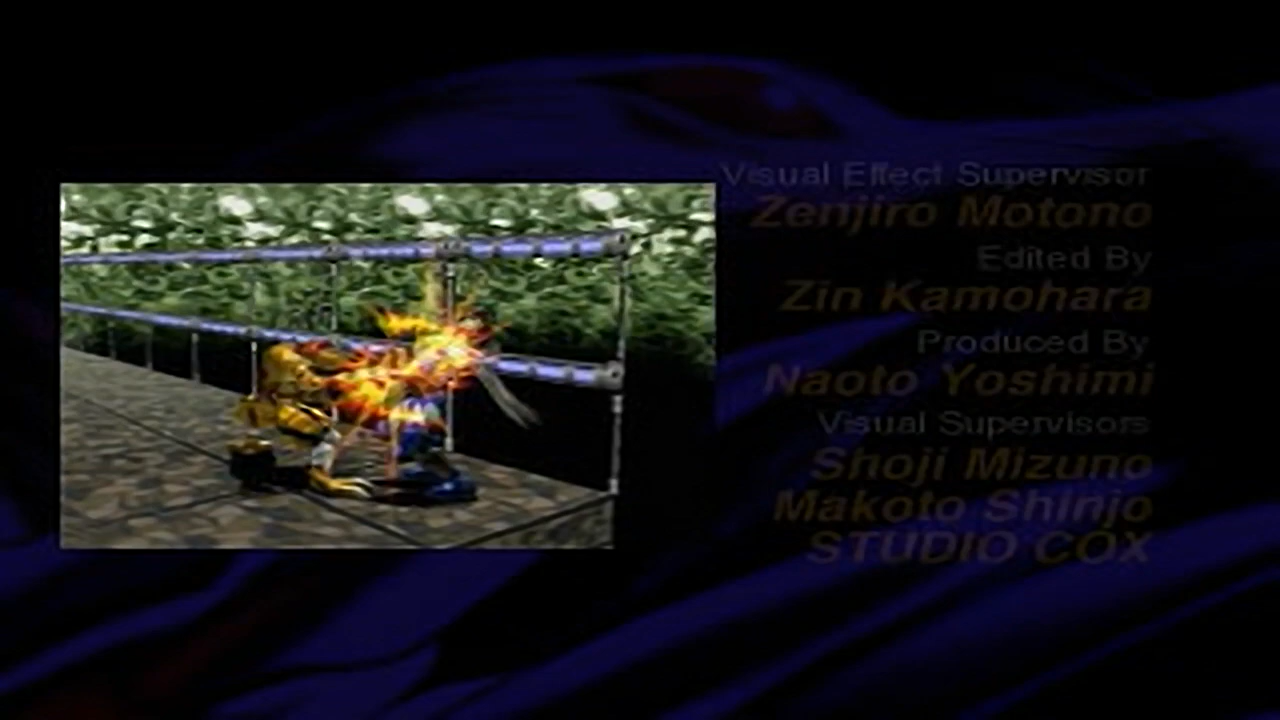 Visual Effect Supervisor
Zenjiro Motono
Edited By
Zin Kamohara
Produced By
Naoto Yoshimi
Visual Supervisors
Shoji Mizuno
Makoto Shinjo
STUDIO COX